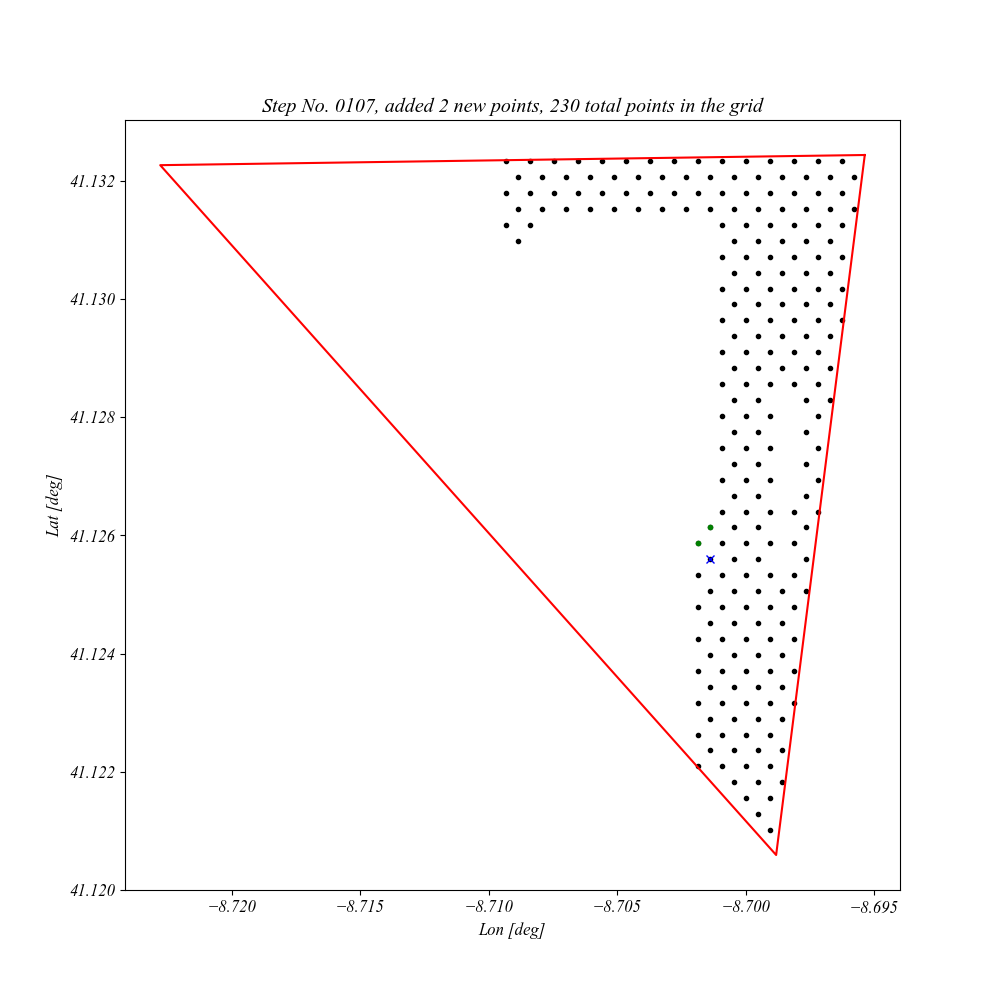 Step No. 0107, added 2 new points, 230 total points in the grid
41.132
41.130
41.128
41.126
41.124
41.122
41.120
Lat [deg]
−8.720 −8.715 −8.710 −8.705 −8.700 −8.695
Lon [deg]